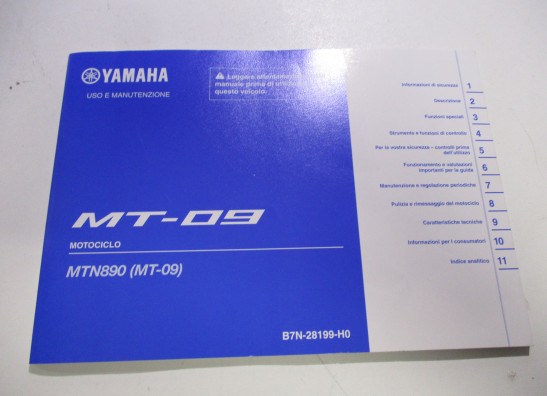 YAMAHA
USO E MANUTENZIONE
Leggere attentamente
manuale prima di
questo veicolo.
MT-09
MOTOCICLO
MTN890 (MT-09)
B7N-28199-H0
Informazioni di sicurezza 1
Descrizione 2
Funzioni speciali 3
Strumento e funzioni di controllo 4
Per la vostra sicurezza – controlli prima
dell'utilizzo 5
Funzionamento e valutazioni
importanti per la guida 6
Manutenzione e regolazione periodiche 7
Pulizia e rimessaggio del motociclo 8
Caratteristiche tecniche 9
Informazioni per i consumatori 10
Indice analitico 11